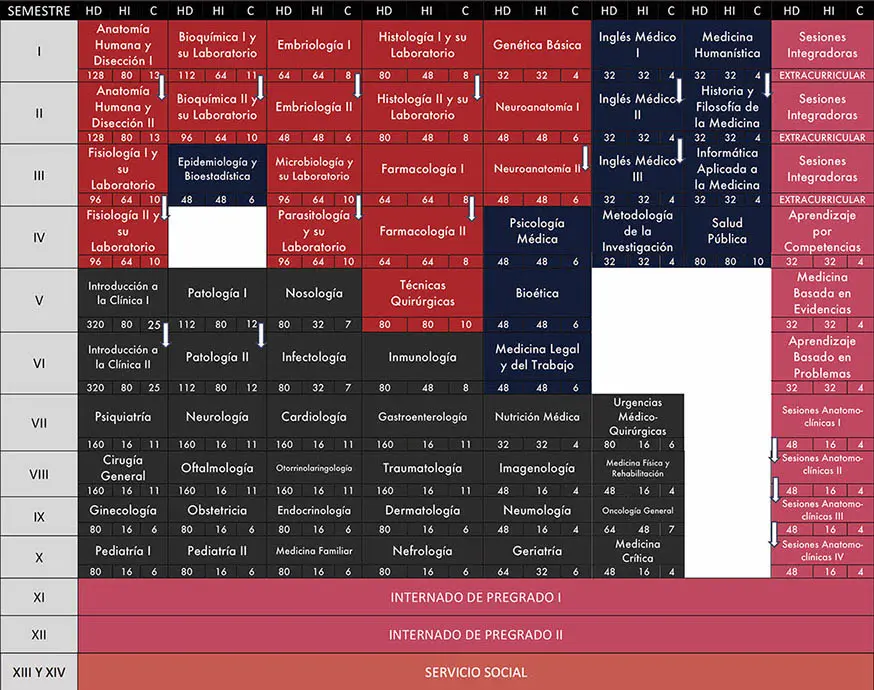 SEMESTRE HD HI C HD HI C HD HI C HD HI C HD HI C HD HI C HD HI C HD HI C
I
Anatomía
Humana y
Disección I
128 80 13
Bioquímica I y
su Laboratorio
112 64 11
Embriología I
64 64 8
Histología I y su
Laboratorio
80 48 8
Genética Básica
32 32 4
Inglés Médico
I
32 32 4
Medicina
Humanística
32 32 4
Sesiones
Integradoras
EXTRACURRICULAR
II
Anatomía
Humana y
Disección II
128 80 13
Bioquímica II y
su Laboratorio
96 64 10
Embriología II
48 48 6
Histología II y su
Laboratorio
80 48 8
Neuroanatomía I
48 48 6
Inglés Médico
II
32 32 4
Historia y
Filosofía de
la Medicina
32 32 4
Sesiones
Integradoras
EXTRACURRICULAR
III
Fisiología I y
su
Laboratorio
96 64 10
Epidemiología y
Bioestadística
48 48 6
Microbiología y
su Laboratorio
96 64 10
Farmacología I
64 64 8
Neuroanatomía II
48 48 6
Inglés Médico
III
32 32 4
Informática
Aplicada a
la Medicina
32 32 4
Sesiones
Integradoras
EXTRACURRICULAR
IV
Fisiología II y
su
Laboratorio
96 64 10
Parasitología
y su
Laboratorio
96 64 10
Farmacología II
64 64 8
Psicología
Médica
48 48 6
Metodología
de la
Investigación
32 32 4
Salud
Pública
80 80 10
Aprendizaje
por
Competencias
32 32 4
V
Introducción a
la Clínica I
320 80 25
Patología I
112 80 12
Nosología
80 32 7
Técnicas
Quirúrgicas
80 80 10
Bioética
48 48 6
Medicina
Basada en
Evidencias
32 32 4
VI
Introducción a
la Clínica II
320 80 25
Patología II
112 80 12
Infectología
80 32 7
Inmunología
80 48 8
Medicina Legal
y del Trabajo
48 48 6
Aprendizaje
Basado en
Problemas
32 32 4
VII
Psiquiatría
160 16 11
Neurología
160 16 11
Cardiología
160 16 11
Gastroenterología
160 16 11
Nutrición Médica
32 32 4
Urgencias
Médico-
Quirúrgicas
80 16 6
Sesiones Anatomo-
clínicas I
48 16 4
VIII
Cirugía
General
160 16 11
Oftalmología
160 16 11
Otorrinolaringología
160 16 11
Traumatología
160 16 11
Imagenología
48 16 4
Medicina Física y
Rehabilitación
48 16 4
Sesiones Anatomo-
clínicas II
48 16 4
IX
Ginecología
80 16 6
Obstetricia
80 16 6
Endocrinología
80 16 6
Dermatología
80 16 6
Neumología
48 16 4
Oncología General
64 48 7
Sesiones Anatomo-
clínicas III
48 16 4
X
Pediatría I
80 16 6
Pediatría II
80 16 6
Medicina Familiar
80 16 6
Nefrología
80 16 6
Geriatría
64 32 6
Medicina
Crítica
48 16 4
Sesiones Anatomo-
clínicas IV
48 16 4
XI
INTERNADO DE PREGRADO I
XII
INTERNADO DE PREGRADO II
XIII Y XIV
SERVICIO SOCIAL